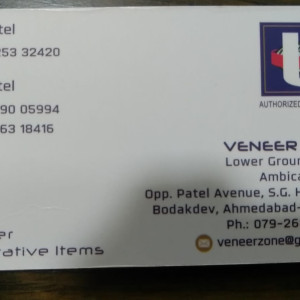 tel
253 32420
tel
90 05994
63 18416
AUTHORIZED
VENEER
Lower Groun
Ambica
Opp. Patel Avenue, S.G. H
Bodakdev, Ahmedabad-
Ph.: 079-26
veneerzone@g
er
rative Items